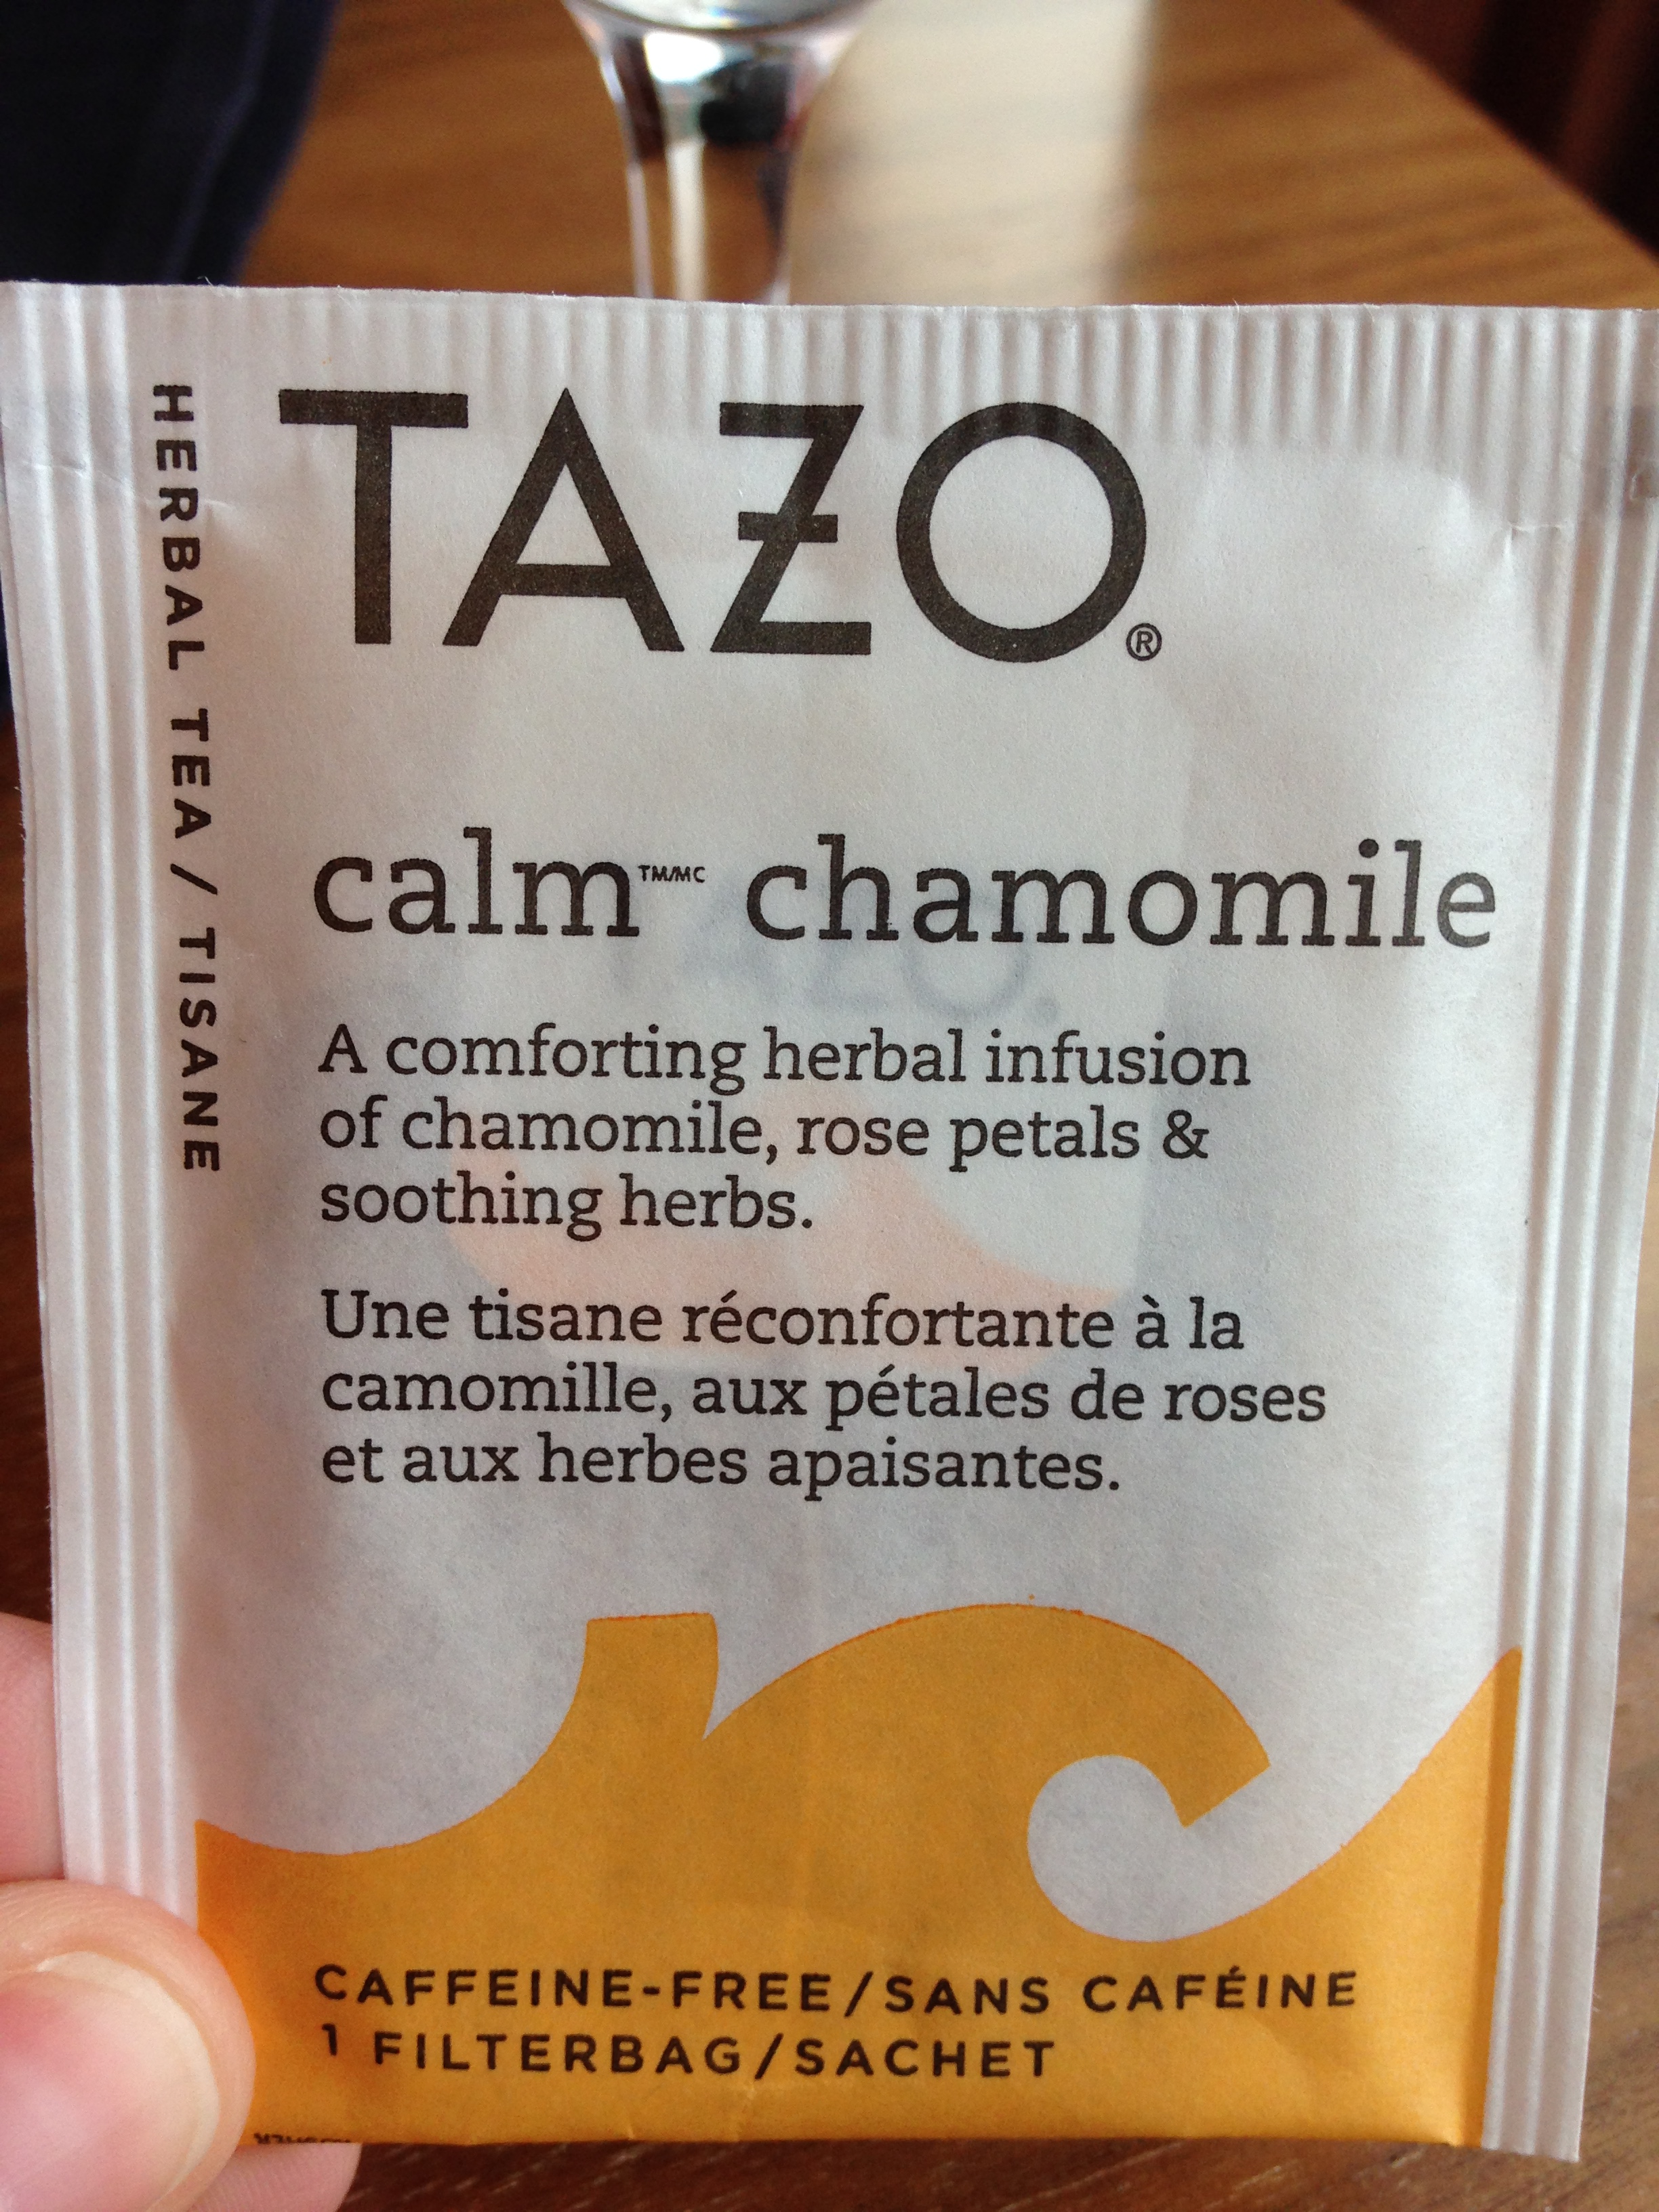 TAZO®
HERBAL TEA / TISANE
calm™/MC chamomile
A comforting herbal infusion
of chamomile, rose petals &
soothing herbs.
Une tisane réconfortante à la
camomille, aux pétales de roses
et aux herbes apaisantes.
CAFFEINE-FREE/SANS CAFÉINE
1 FILTERBAG/SACHET